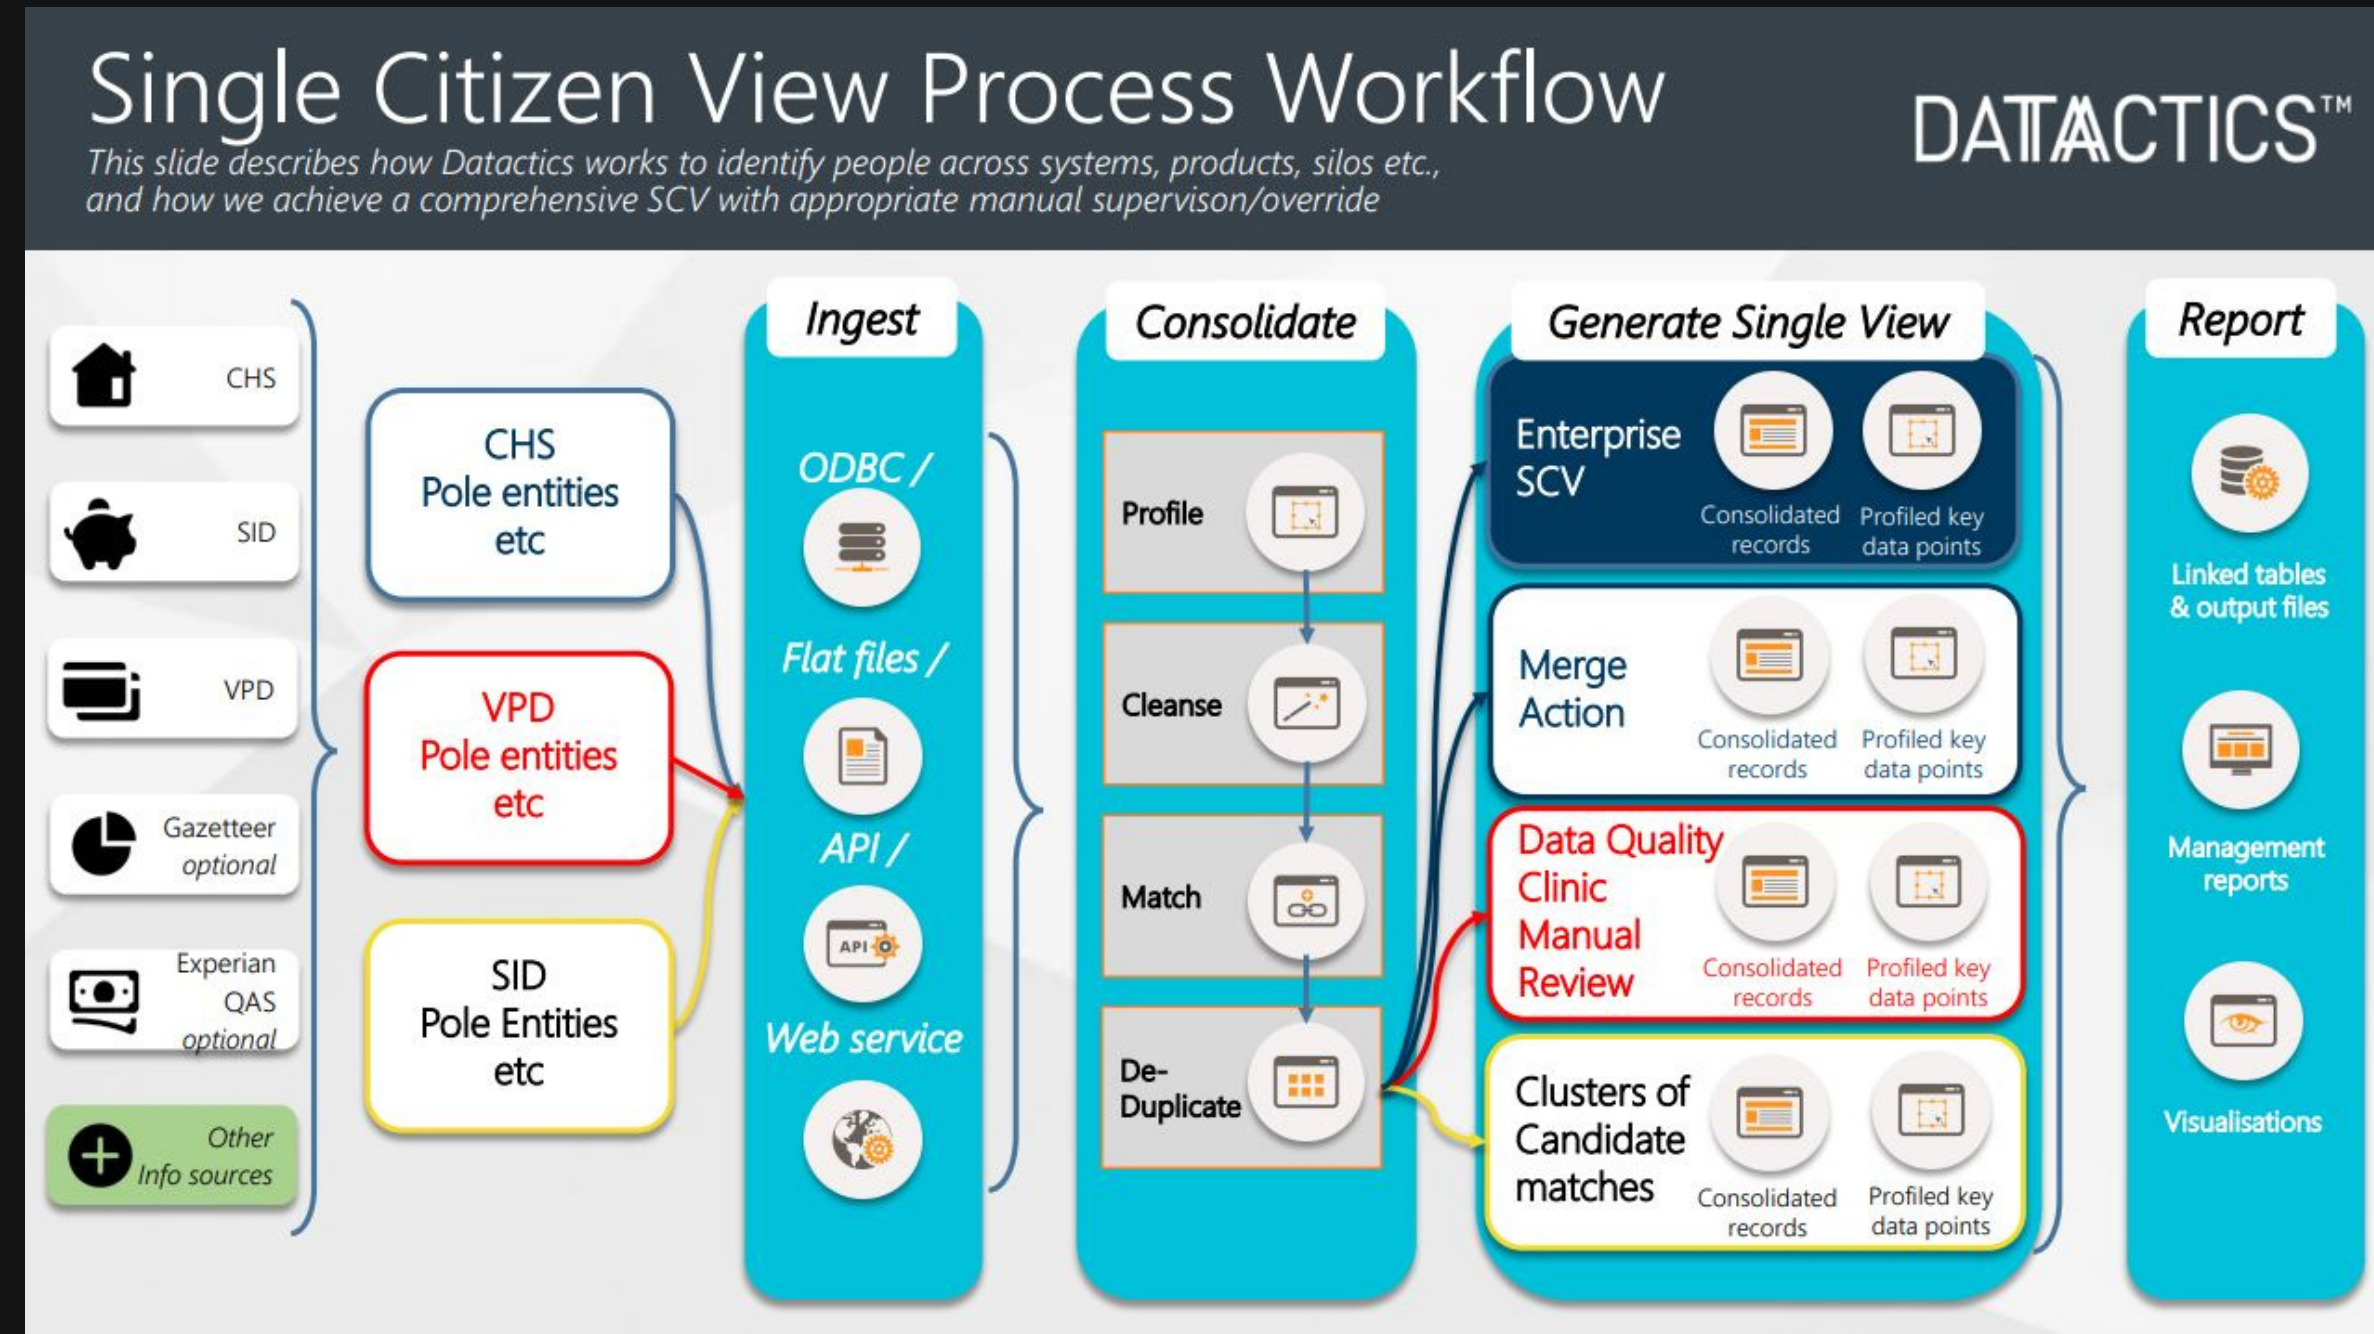 Single Citizen View Process Workflow
This slide describes how Datactics works to identify people across systems, products, silos etc.,
and how we achieve a comprehensive SCV with appropriate manual supervison/override
DATACTICS™
CHS
SID
VPD
Gazetteer
optional
Experian
QAS
optional
Other
Info sources
CHS
Pole entities
etc
VPD
Pole entities
etc
SID
Pole Entities
etc
Ingest
ODBC /
Flat files /
API /
API
Web service
Consolidate
Profile
Cleanse
Match
De-
Duplicate
Generate Single View
Enterprise
SCV
Consolidated
records
Profiled key
data points
Merge
Action
Consolidated
records
Profiled key
data points
Data Quality
Clinic
Manual
Review
Consolidated
records
Profiled key
data points
Clusters of
Candidate
matches
Consolidated
records
Profiled key
data points
Report
Linked tables
& output files
Management
reports
Visualisations